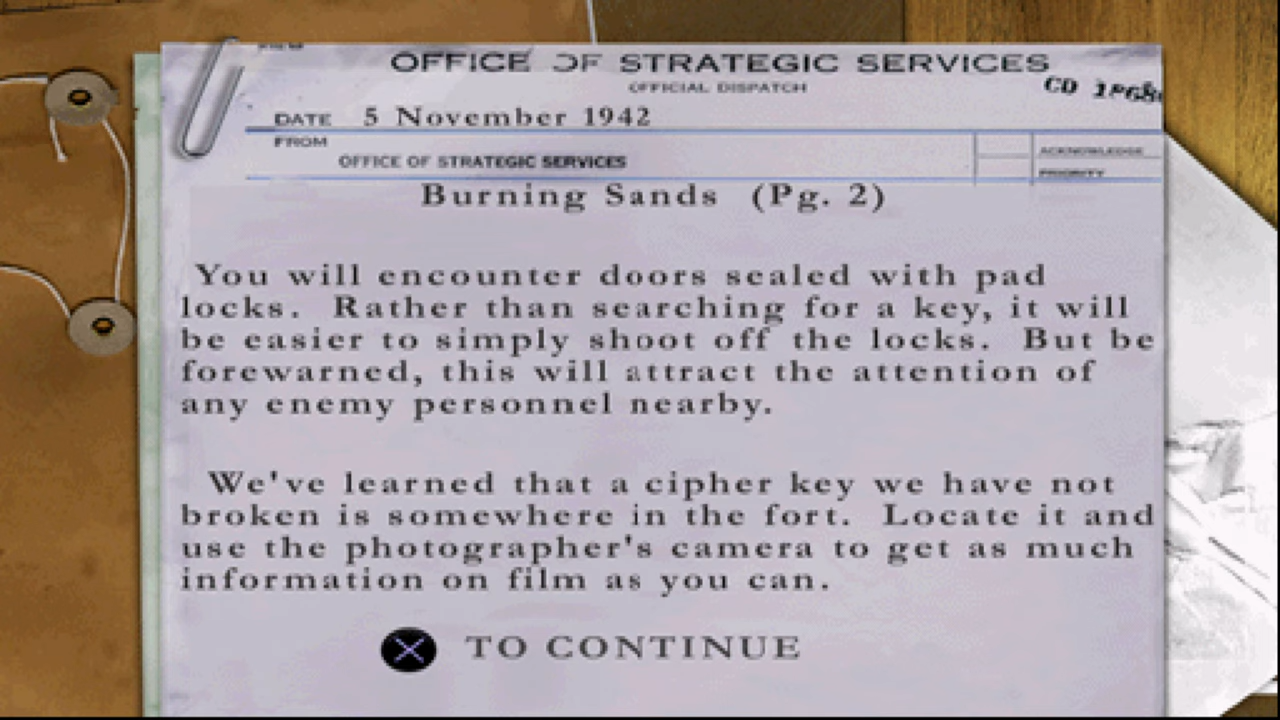 OFFICE OF STRATEGIC SERVICES
OFFICIAL DISPATCH
DATE 5 November 1942
FROM
OFFICE OF STRATEGIC SERVICES
ACKNOWLEDGE
PRIORITY
Burning Sands (Pg. 2)
You will encounter doors sealed with pad
locks. Rather than searching for a key, it will
be easier to simply shoot off the locks. But be
forewarned, this will attract the attention of
any enemy personnel nearby.
We've learned that a cipher key we have not
broken is somewhere in the fort. Locate it and
use the photographer's camera to get as much
information on film as you can.
TO CONTINUE